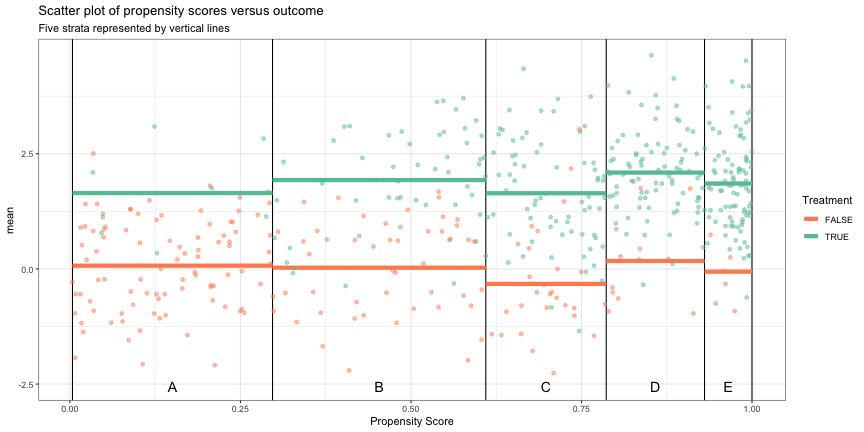 Scatter plot of propensity scores versus outcome
Five strata represented by vertical lines
mean
2.5
0.0
-2.5
A B C D E
0.00 0.25 0.50 0.75 1.00
Propensity Score
Treatment
FALSE
TRUE